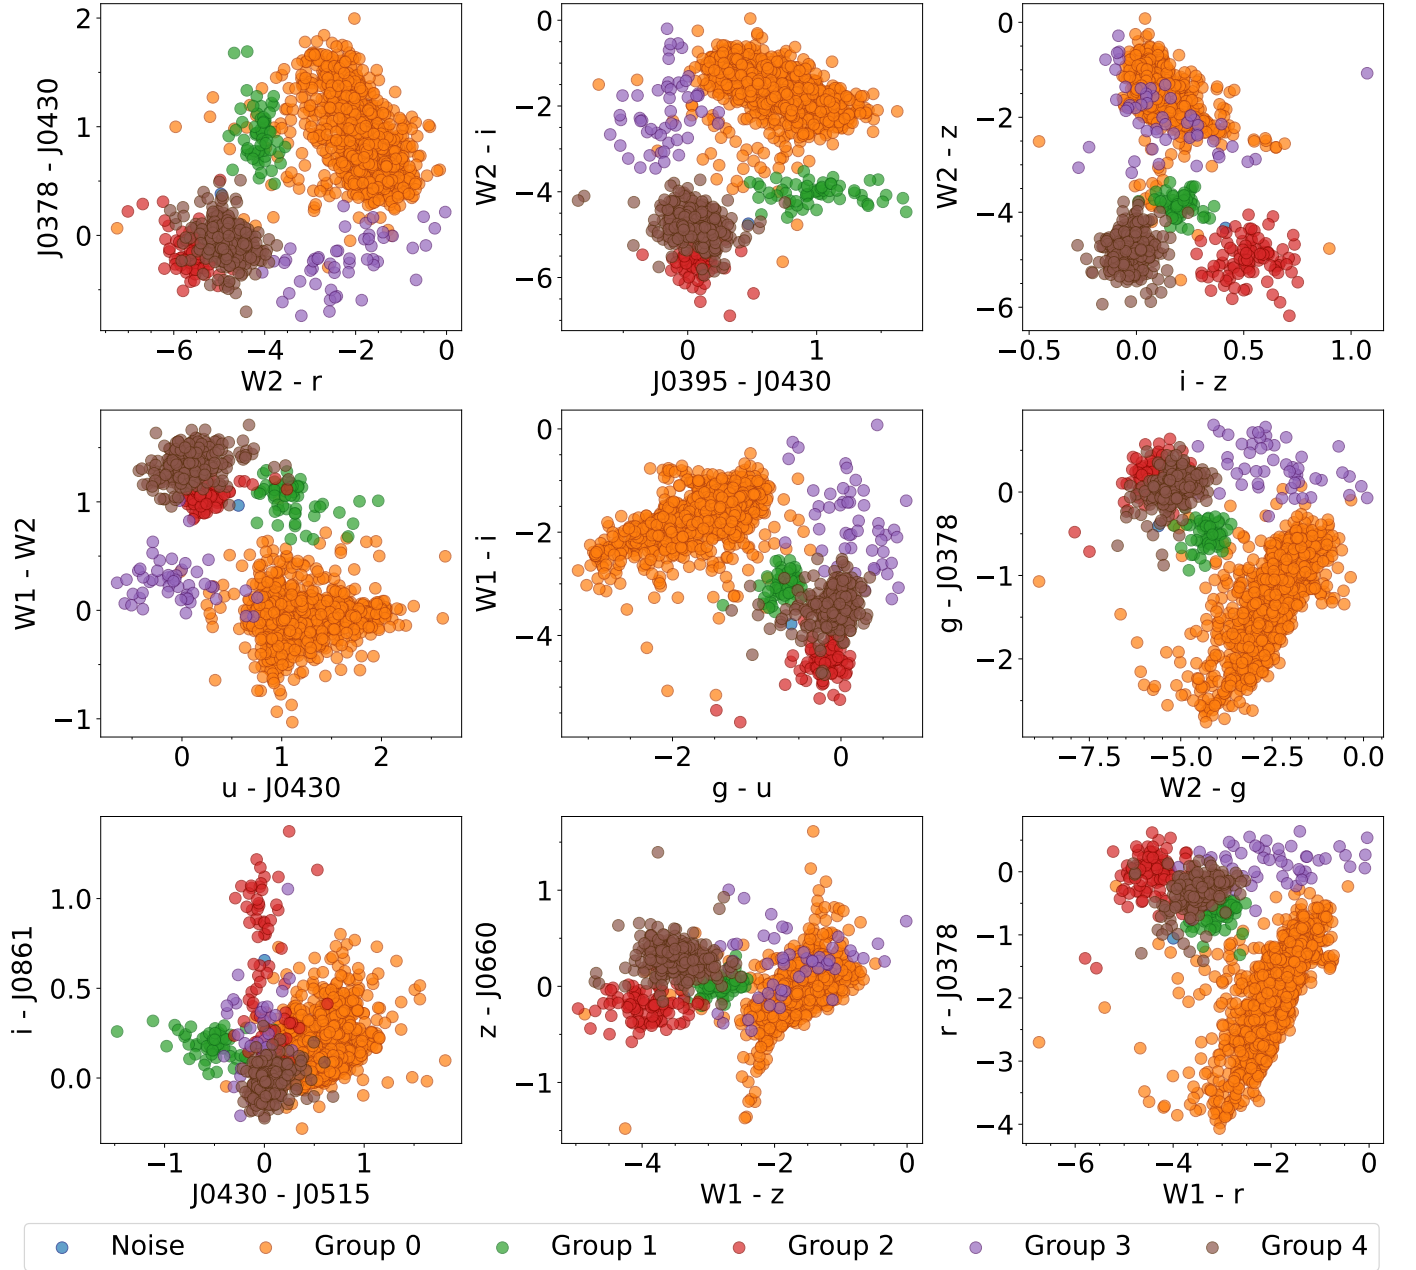 2
1
0
J0378 - J0430
−6 −4 −2 0
W2 - r
0
−2
−4
−6
W2 - i
0 1
J0395 - J0430
0
−2
−4
−6
W2 - z
−0.5 0.0 0.5 1.0
i - z
1
0
−1
W1 - W2
0 1 2
u - J0430
0
−2
−4
W1 - i
−2 0
g - u
0
−1
−2
g - J0378
−7.5 −5.0 −2.5 0.0
W2 - g
1.0
0.5
0.0
i - J0861
−1 0 1
J0430 - J0515
1
0
−1
z - J0660
−4 −2 0
W1 - z
0
−1
−2
−3
−4
r - J0378
−6 −4 −2 0
W1 - r
Noise Group 0 Group 1 Group 2 Group 3 Group 4